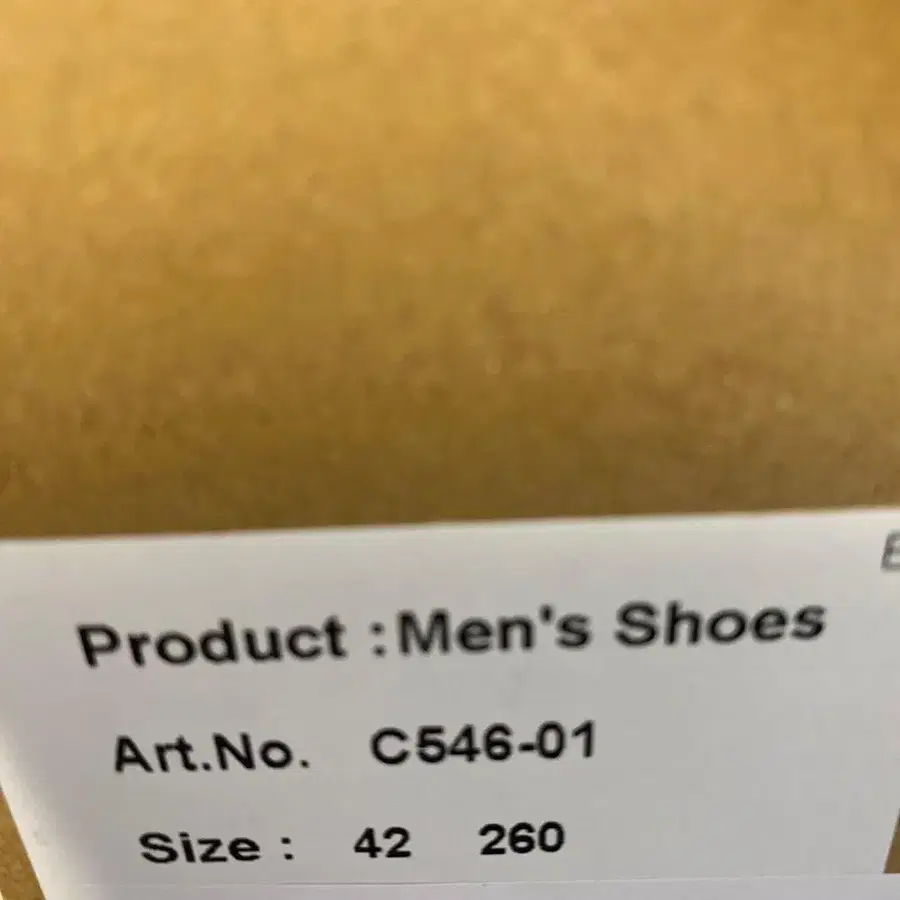 Product :Men's Shoes
Art.No. C546-01
Size : 42 260